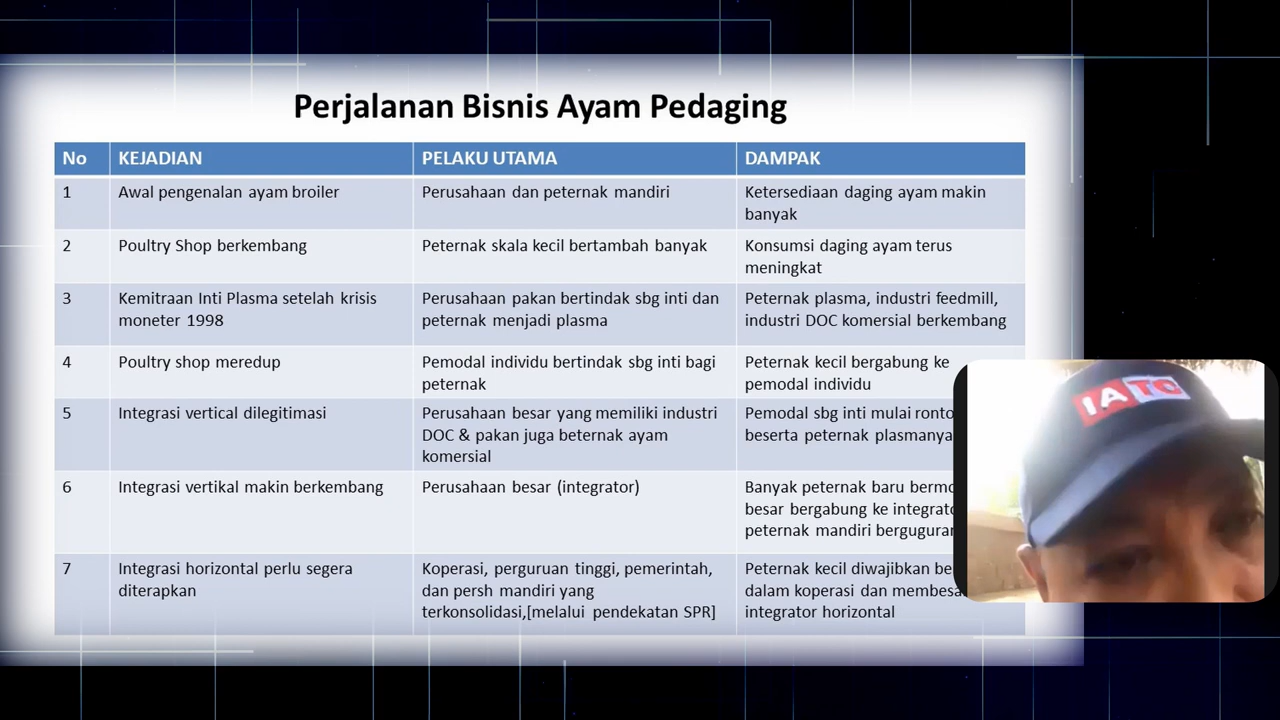 Perjalanan Bisnis Ayam Pedaging
No KEJADIAN PELAKU UTAMA DAMPAK
1 Awal pengenalan ayam broiler Perusahaan dan peternak mandiri Ketersediaan daging ayam makin
banyak
2 Poultry Shop berkembang Peternak skala kecil bertambah banyak Konsumsi daging ayam terus
meningkat
3 Kemitraan Inti Plasma setelah krisis Perusahaan pakan bertindak sbg inti dan Peternak plasma, industri feedmill,
moneter 1998 peternak menjadi plasma industri DOC komersial berkembang
4 Poultry shop meredup Pemodal individu bertindak sbg inti bagi Peternak kecil bergabung ke
peternak pemodal individu
5 Integrasi vertical dilegitimasi Perusahaan besar yang memiliki industri Pemodal sbg inti mulai
DOC & pakan juga beternak ayam beserta peternak plasmanya
komersial
6 Integrasi vertikal makin berkembang Perusahaan besar (integrator) Banyak peternak baru
besar bergabung ke
peternak mandiri
7 Integrasi horizontal perlu segera Koperasi, perguruan tinggi, pemerintah, Peternak kecil diwajibkan
diterapkan dan persh mandiri yang dalam koperasi dan
terkonsolidasi,[melalui pendekatan SPR] integrator horizontal